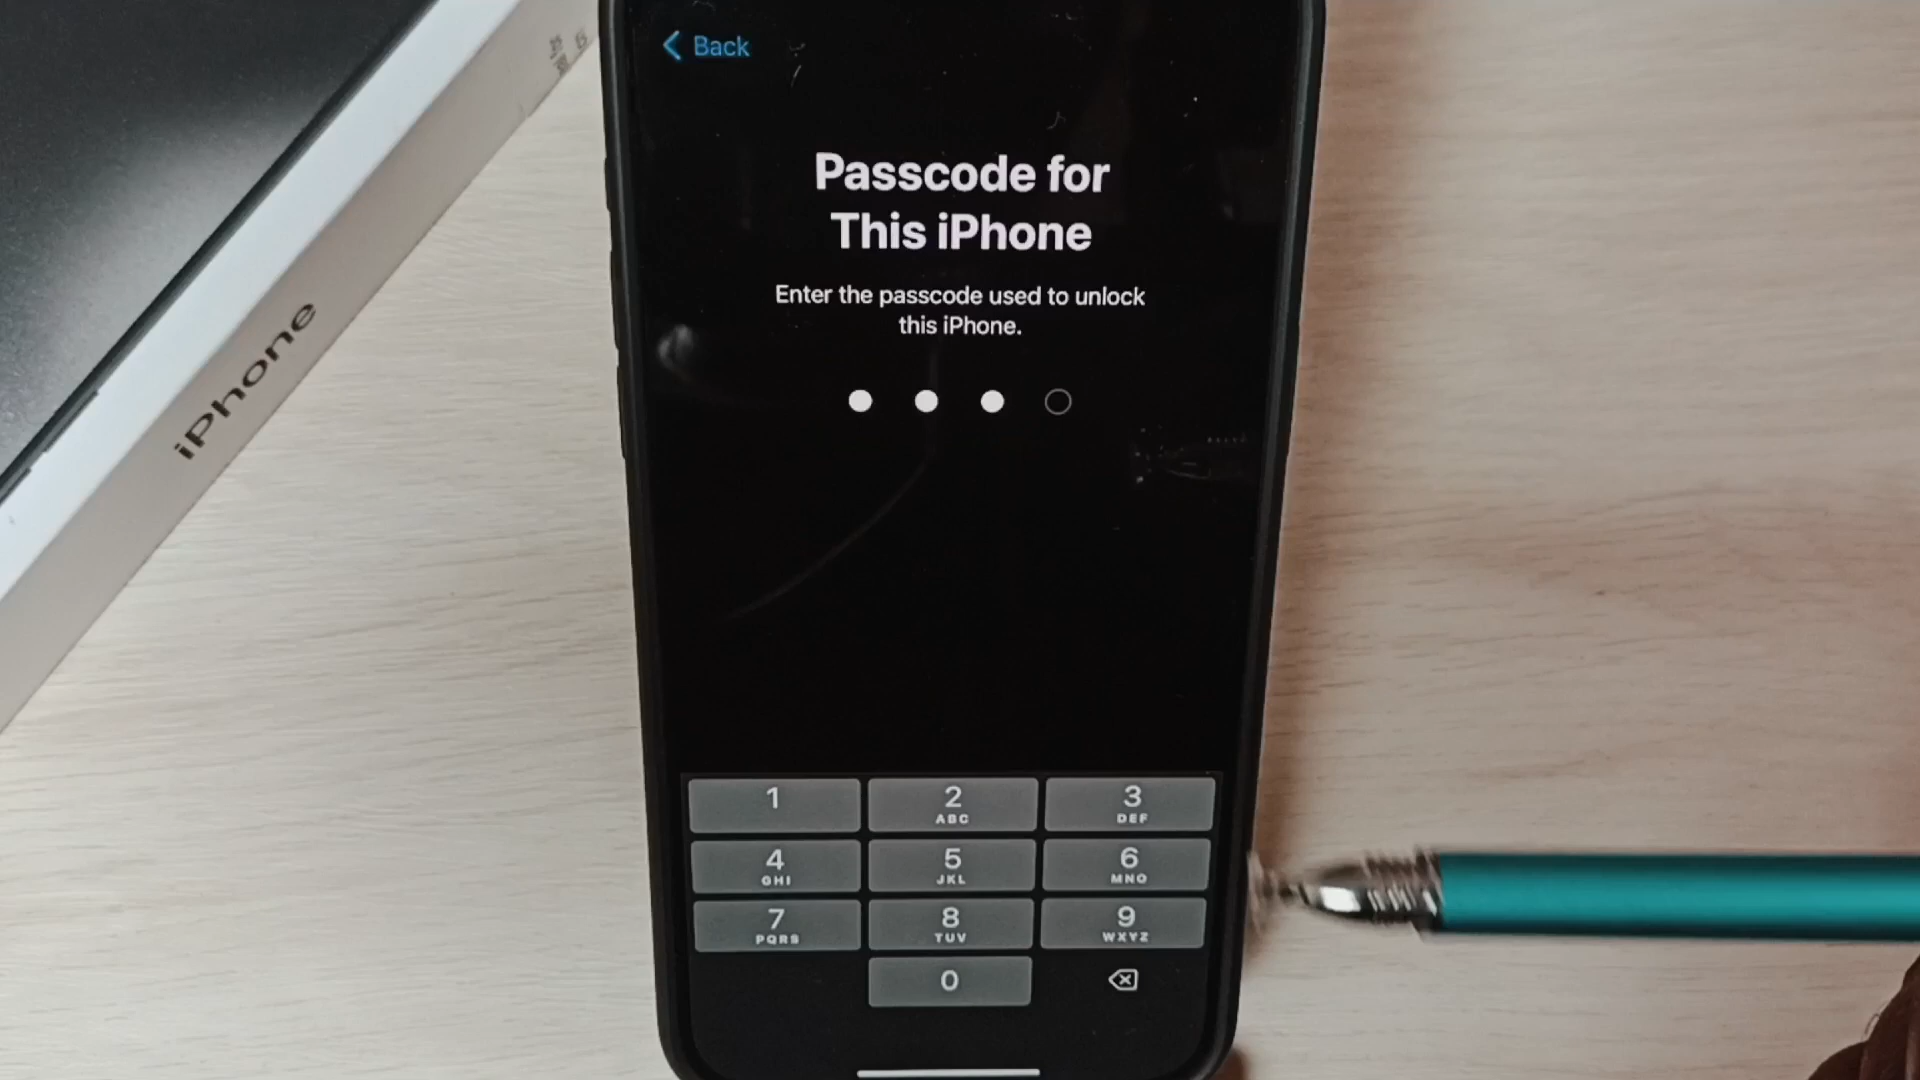 Back
Passcode for
This iPhone
Enter the passcode used to unlock
this iPhone.
iPhone
1
2
ABC
3
DEF
4
GHI
5
JKL
6
MNO
7
PQRS
8
TUV
9
WXYZ
0